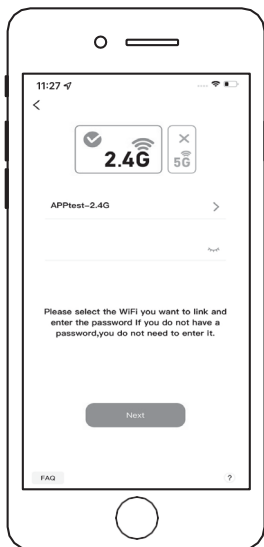 11:27
2.4G
5G
APPtest-2.4G
Please select the WiFi you want to link and
enter the password If you do not have a
password,you do not need to enter it.
Next
FAQ
?